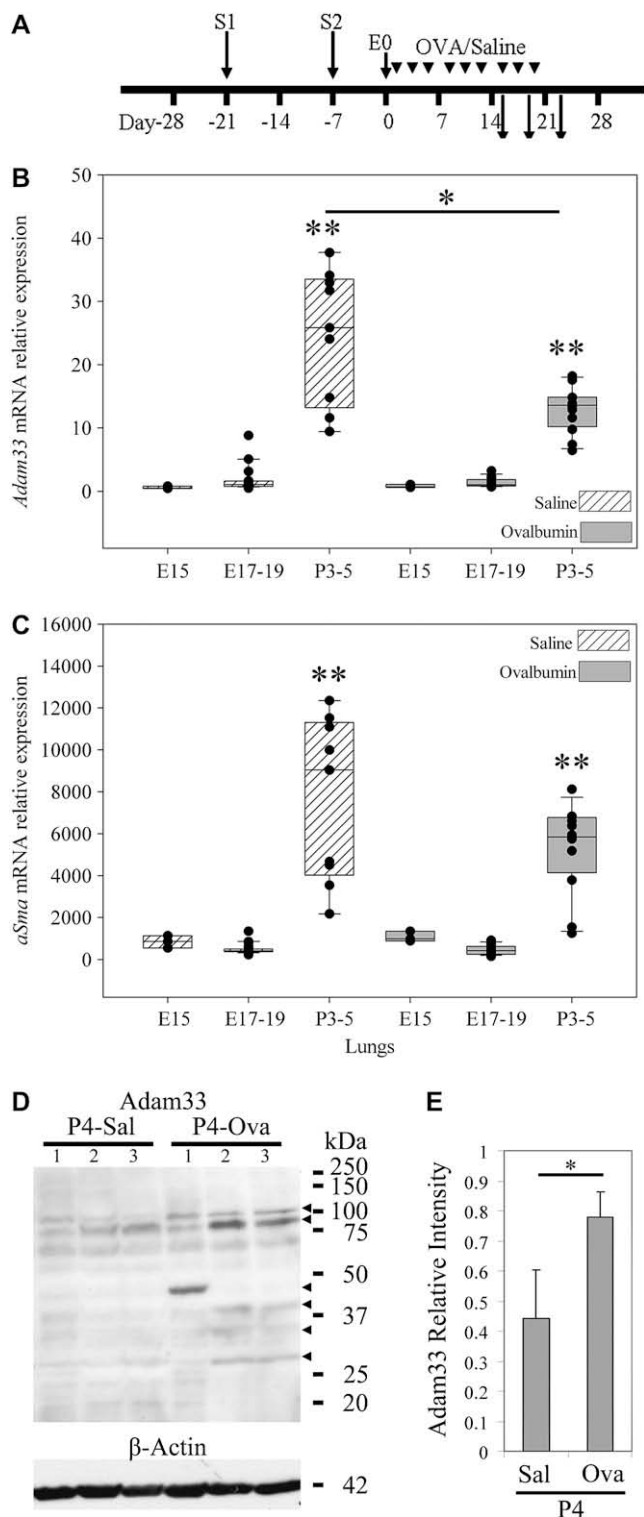 A
S1 S2 E0 OVA/Saline
Day-28 -21 -14 -7 0 7 14 21 28
B
Adam33 mRNA relative expression
50
40
30
20
10
0
*
**
**
Saline
Ovalbumin
E15 E17-19 P3-5 E15 E17-19 P3-5
C
aSma mRNA relative expression
16000
14000
12000
10000
8000
6000
4000
2000
0
**
**
Saline
Ovalbumin
E15 E17-19 P3-5 E15 E17-19 P3-5
Lungs
D
Adam33
P4-Sal P4-Ova
1 2 3 1 2 3
kDa
250
150
100
75
50
37
25
20
β-Actin
42
E
Adam33 Relative Intensity
1
0.9
0.8
0.7
0.6
0.5
0.4
0.3
0.2
0.1
0
*
Sal Ova
P4